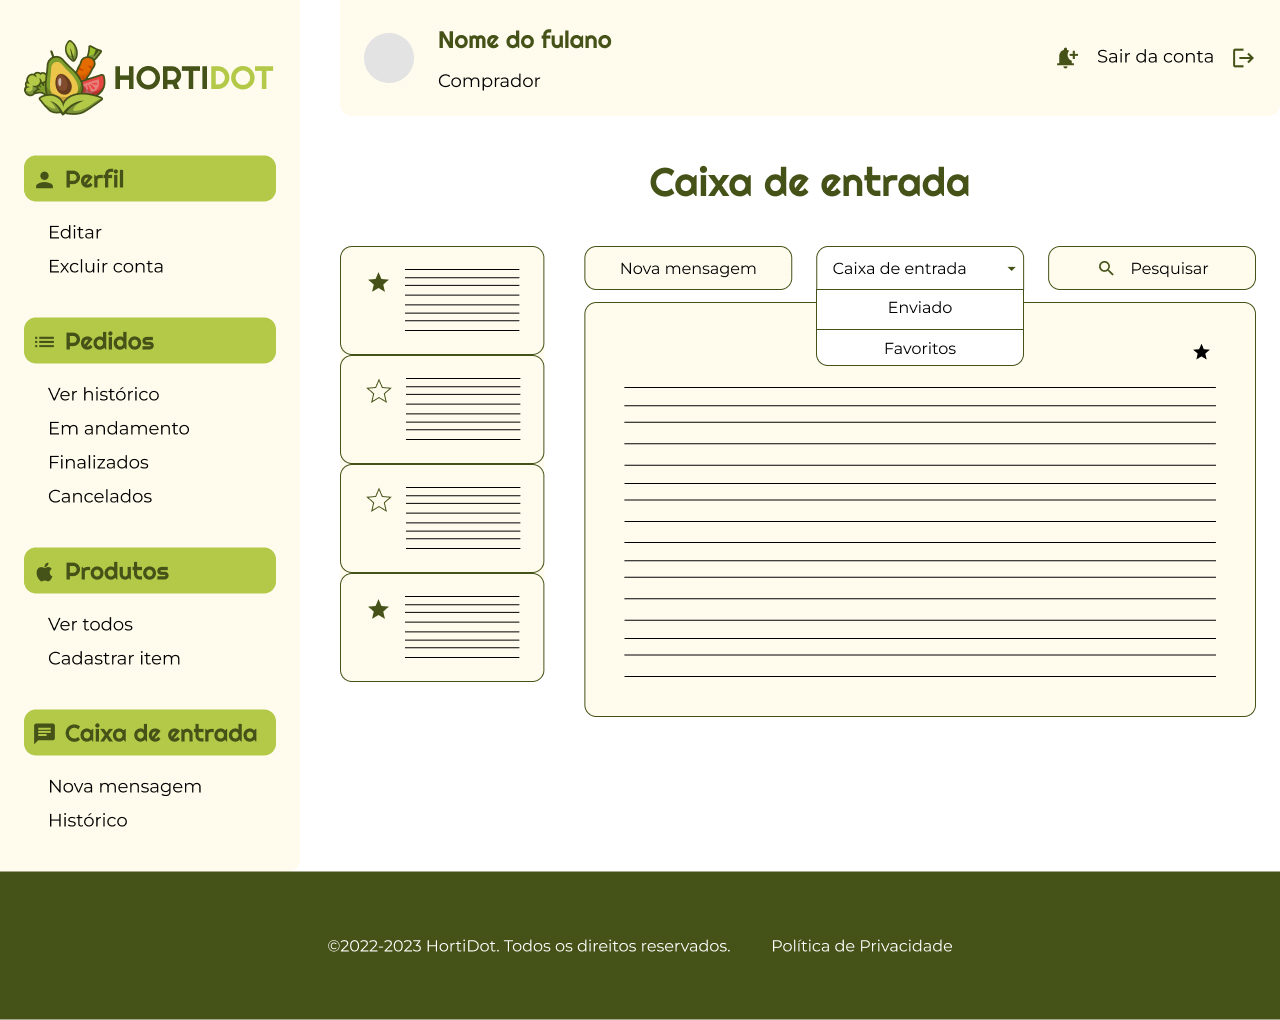 HORTIDOT
Perfil
Editar
Excluir conta
Pedidos
Ver histórico
Em andamento
Finalizados
Cancelados
Produtos
Ver todos
Cadastrar item
Caixa de entrada
Nova mensagem
Histórico
Nome do fulano
Comprador
Sair da conta
Caixa de entrada
Nova mensagem
Caixa de entrada
Pesquisar
Enviado
Favoritos
©2022-2023 HortiDot. Todos os direitos reservados.
Política de Privacidade